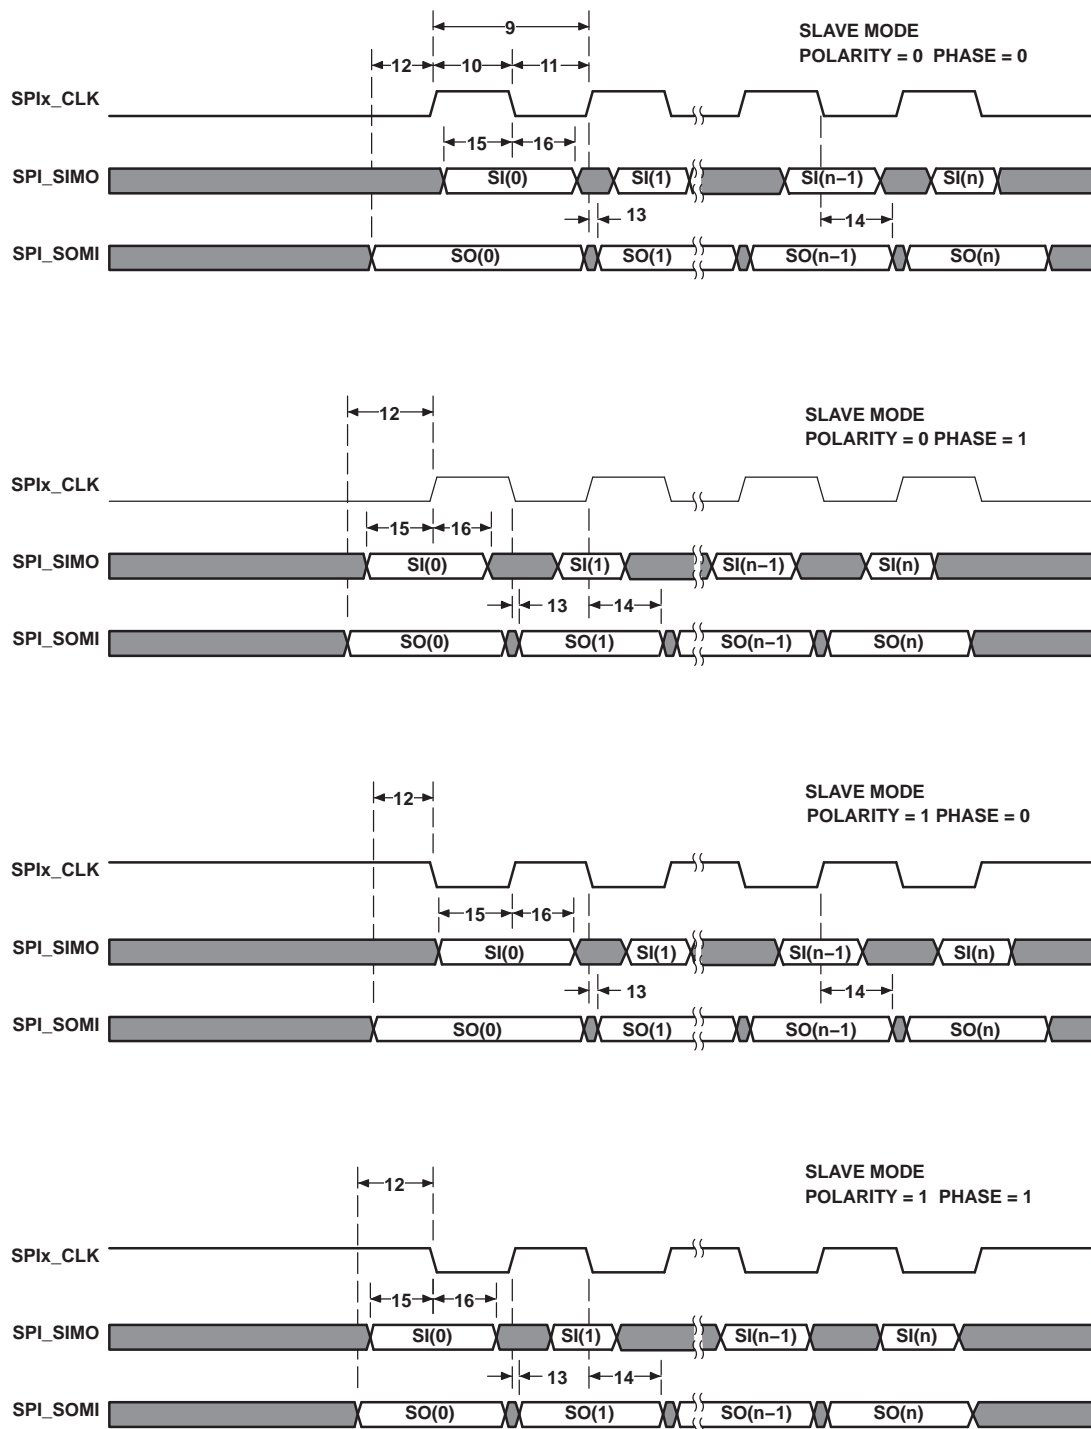 9
SLAVE MODE
POLARITY = 0 PHASE = 0
12 10 11
SPIx_CLK
15 16
SPI_SIMO SI(0) SI(1) SI(n−1) SI(n)
13 14
SPI_SOMI SO(0) SO(1) SO(n−1) SO(n)
12
SLAVE MODE
POLARITY = 0 PHASE = 1
SPIx_CLK
15 16
SPI_SIMO SI(0) SI(1) SI(n−1) SI(n)
13 14
SPI_SOMI SO(0) SO(1) SO(n−1) SO(n)
SLAVE MODE
12
POLARITY = 1 PHASE = 0
SPIx_CLK
15 16
SPI_SIMO SI(0) SI(1) SI(n−1) SI(n)
13 14
SPI_SOMI SO(0) SO(1) SO(n−1) SO(n)
SLAVE MODE
12
POLARITY = 1 PHASE = 1
SPIx_CLK
15 16
SPI_SIMO SI(0) SI(1) SI(n−1) SI(n)
13 14
SPI_SOMI SO(0) SO(1) SO(n−1) SO(n)